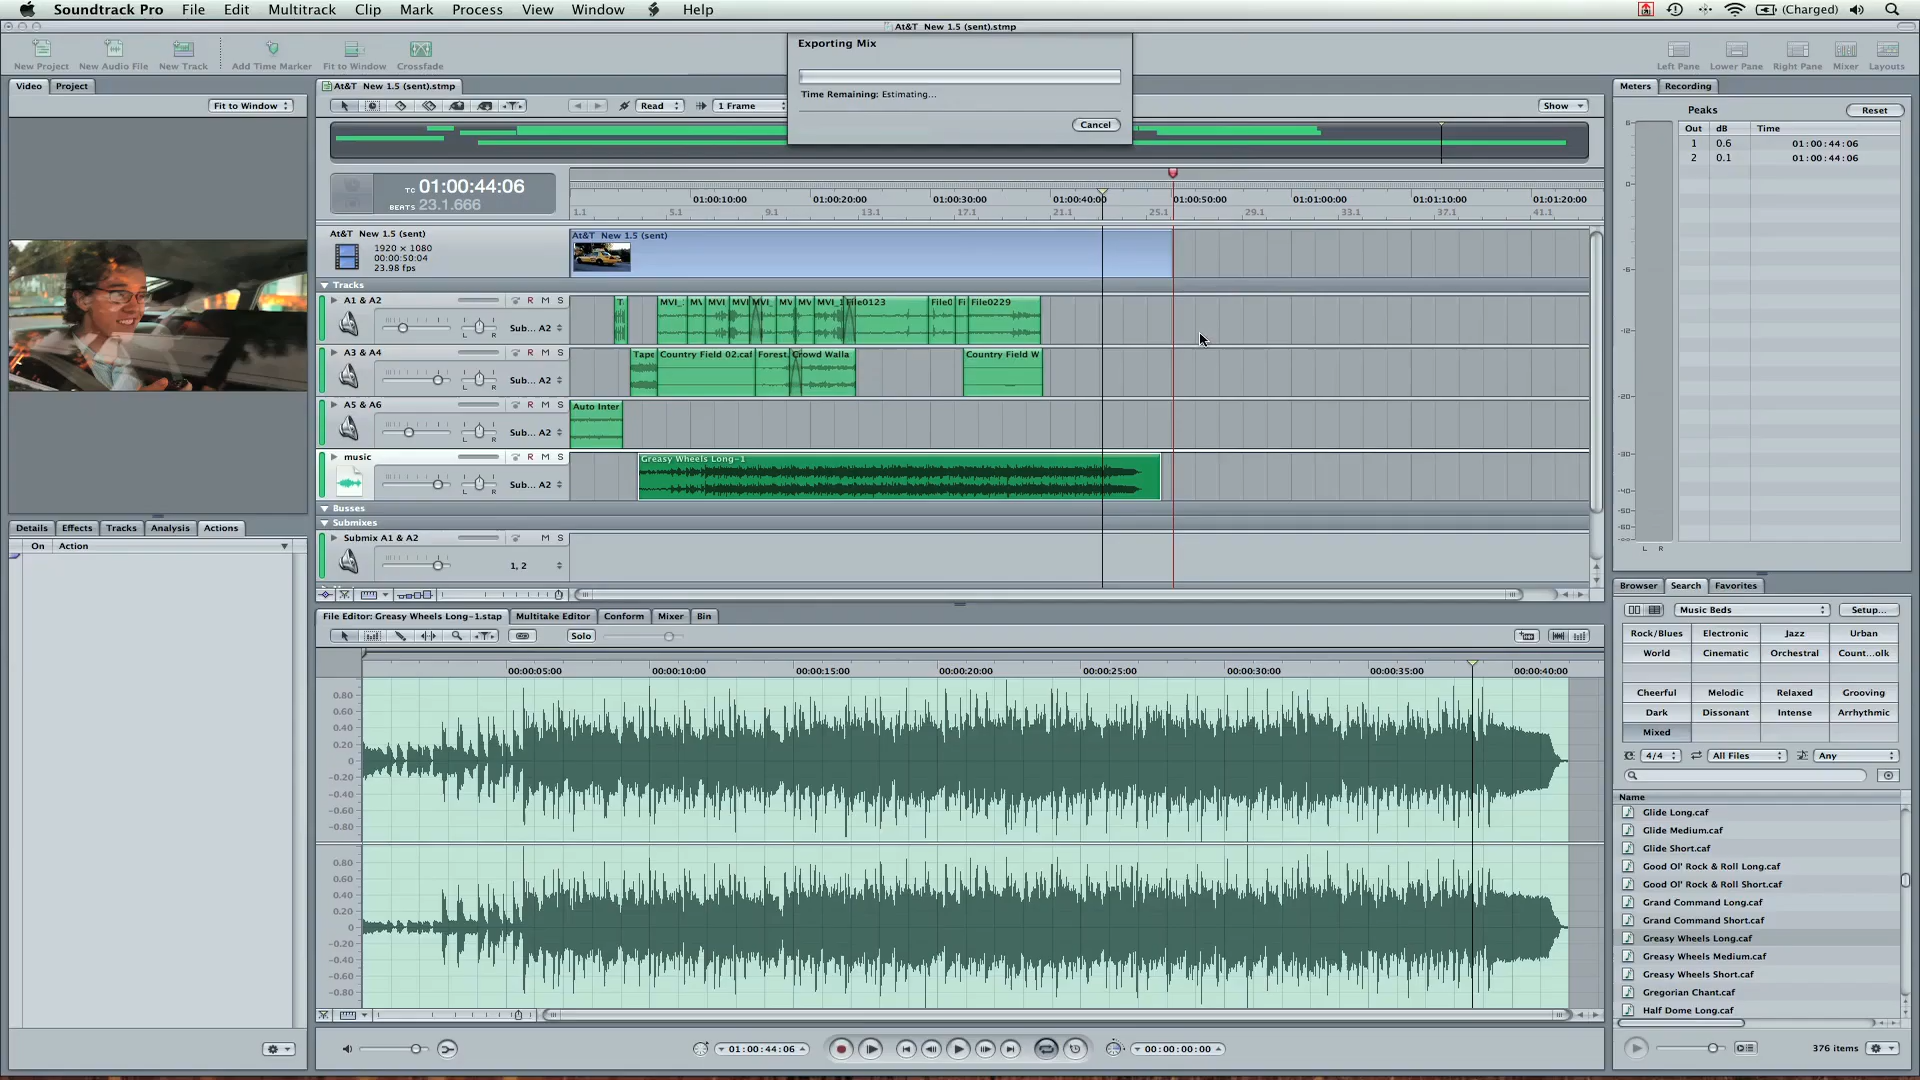 Soundtrack Pro File Edit Multitrack Clip Mark Process View Window Help (Charged)
At&T New 1.5 (sent).stmp
New Project New Audio File New Track Add Time Marker Fit to Window Crossfade
Left Pane Lower Pane Right Pane Mixer Layouts
Exporting Mix
Time Remaining: Estimating...
Cancel
Video Project
Fit to Window
At&T New 1.5 (sent).stmp
Read 1 Frame Show
TC 01:00:44:06
BEATS 23.1.666
01:00:10:00 01:00:20:00 01:00:30:00 01:00:40:00 01:00:50:00 01:01:00:00 01:01:10:00 01:01:20:00
1.1 5.1 9.1 13.1 17.1 21.1 25.1 29.1 33.1 37.1 41.1
At&T New 1.5 (sent)
1920 × 1080
00:00:50:04
23.98 fps
At&T New 1.5 (sent)
Tracks
A1 & A2 R M S
Sub... A2
T. MVI_: MVI MVI MVI_1 File0123 File0 Fi File0229
A3 & A4 R M S
Sub... A2
Tape Country Field 02.caf Forest, Crowd Walla Country Field W
A5 & A6 R M S
Sub... A2
Auto Inter
music R M S
Sub... A2
Greasy Wheels Long-1
Busses
Submixes
Submix A1 & A2 M S
1, 2
Details Effects Tracks Analysis Actions
On Action
File Editor: Greasy Wheels Long-1.stap Multitake Editor Conform Mixer Bin
Solo
00:00:05:00 00:00:10:00 00:00:15:00 00:00:20:00 00:00:25:00 00:00:30:00 00:00:35:00 00:00:40:00
0.80
0.60
0.40
0.20
0
-0.20
-0.40
-0.60
-0.80
0.80
0.60
0.40
0.20
0
-0.20
-0.40
-0.60
-0.80
01:00:44:06 00:00:00:00
Meters Recording
Peaks Reset
Out dB Time
1 0.6 01:00:44:06
2 0.1 01:00:44:06
6
0
-6
-12
-20
-30
-40
-50
-60
L R
Browser Search Favorites
Music Beds Setup...
Rock/Blues Electronic Jazz Urban
World Cinematic Orchestral Count...olk
Cheerful Melodic Relaxed Grooving
Dark Dissonant Intense Arrhythmic
Mixed
4/4 All Files Any
Name
Glide Long.caf
Glide Medium.caf
Glide Short.caf
Good Ol' Rock & Roll Long.caf
Good Ol' Rock & Roll Short.caf
Grand Command Long.caf
Grand Command Short.caf
Greasy Wheels Long.caf
Greasy Wheels Medium.caf
Greasy Wheels Short.caf
Gregorian Chant.caf
Half Dome Long.caf
376 items